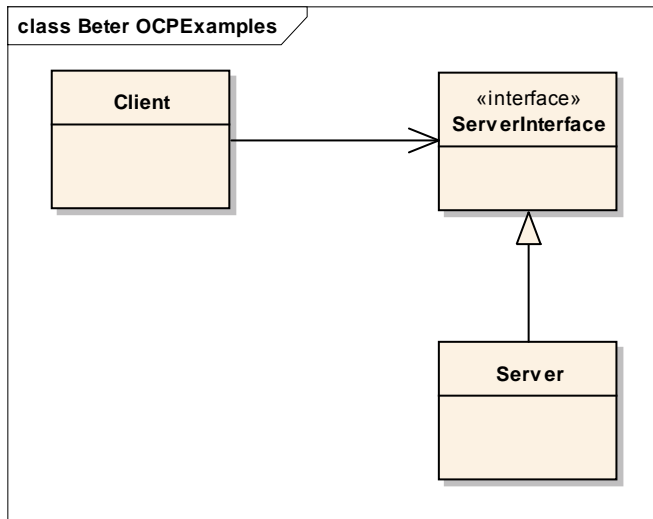 class Beter OCPExamples
Client
«interface»
ServerInterface
Server